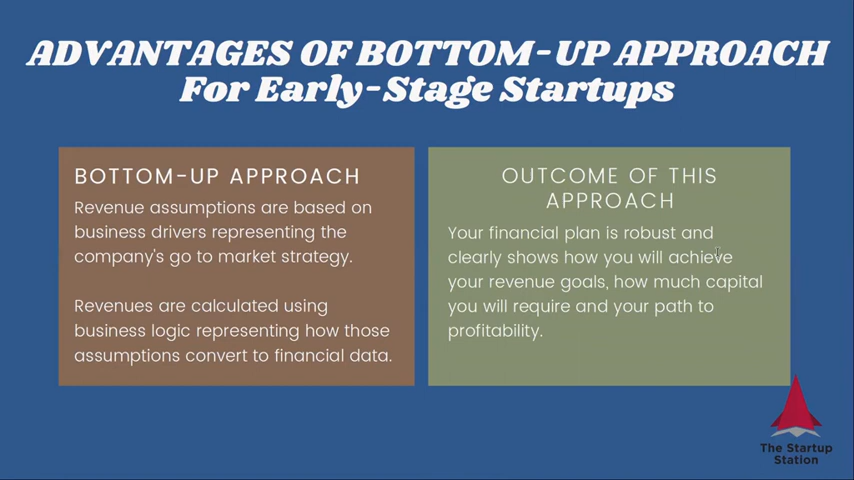 ADVANTAGES OF BOTTOM-UP APPROACH
For Early-Stage Startups
BOTTOM-UP APPROACH
Revenue assumptions are based on
business drivers representing the
company's go to market strategy.
Revenues are calculated using
business logic representing how those
assumptions convert to financial data.
OUTCOME OF THIS
APPROACH
Your financial plan is robust and
clearly shows how you will achieve
your revenue goals, how much capital
you will require and your path to
profitability.
The Startup
Station